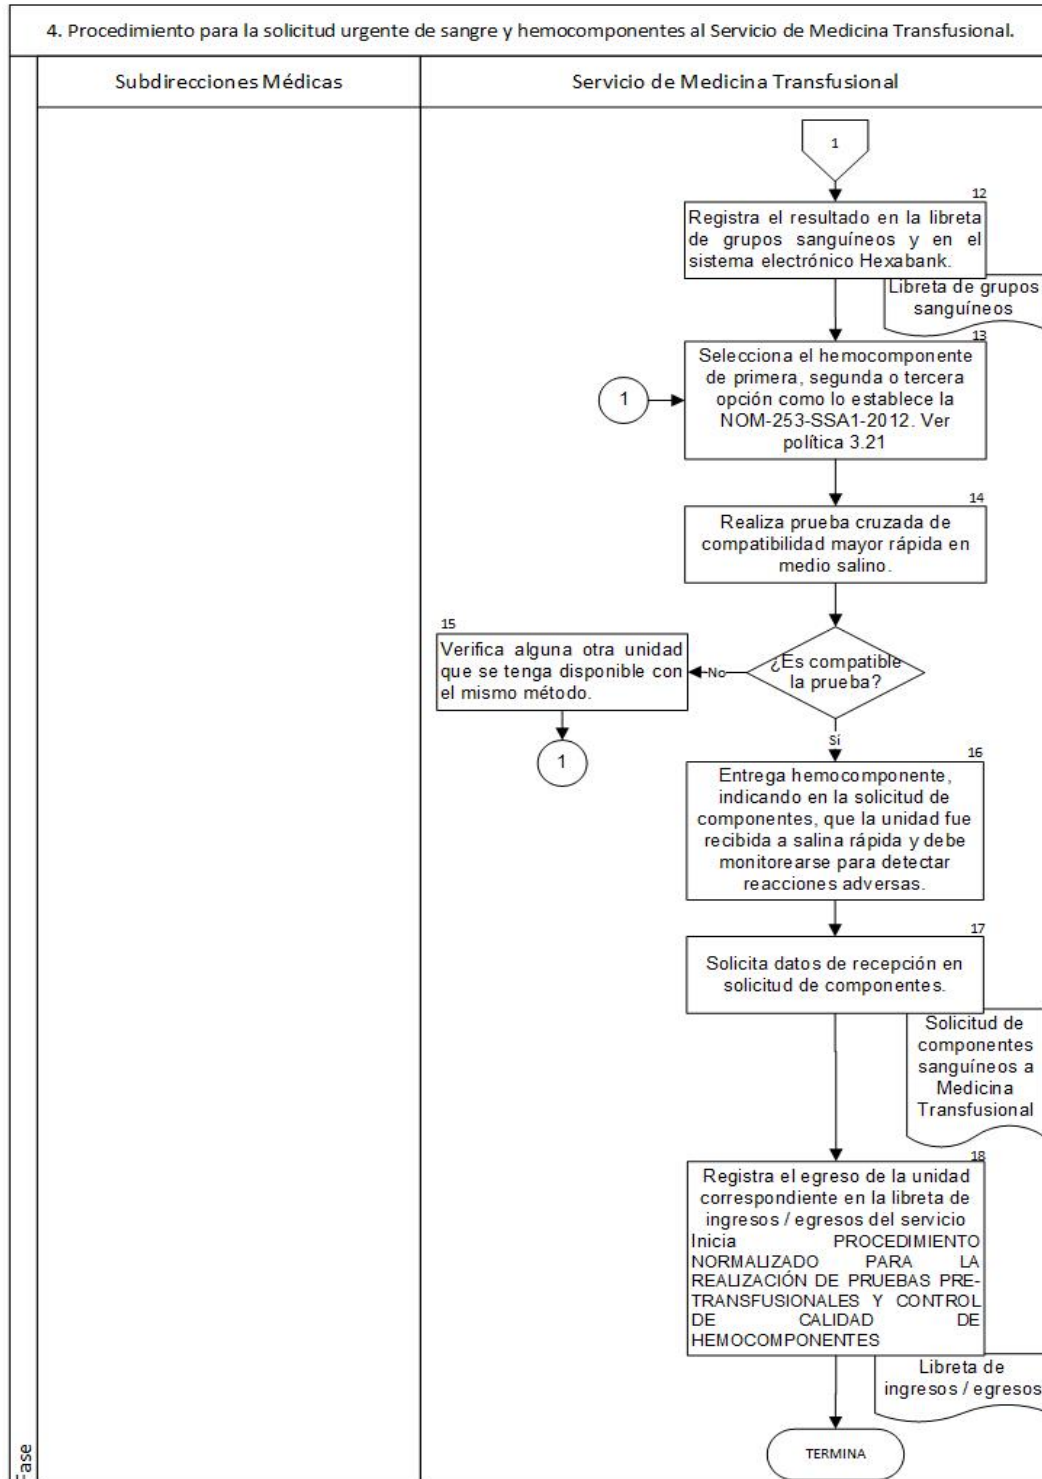 4. Procedimiento para la solicitud urgente de sangre y hemocomponentes al Servicio de Medicina Transfusional.
Subdirecciones Médicas
Servicio de Medicina Transfusional
1
12
Registra el resultado en la libreta
de grupos sanguíneos y en el
sistema electrónico Hexabank.
Libreta de grupos
sanguíneos
13
Selecciona el hemocomponente
de primera, segunda o tercera
opción como lo establece la
NOM-253-SSA1-2012. Ver
política 3.21
1
14
Realiza prueba cruzada de
compatibilidad mayor rápida en
medio salino.
¿Es compatible
la prueba?
No
15
Verifica alguna otra unidad
que se tenga disponible con
el mismo método.
1
Sí
16
Entrega hemocomponente,
indicando en la solicitud de
componentes, que la unidad fue
recibida a salina rápida y debe
monitorearse para detectar
reacciones adversas.
17
Solicita datos de recepción en
solicitud de componentes.
Solicitud de
componentes
sanguíneos a
Medicina
Transfusional
18
Registra el egreso de la unidad
correspondiente en la libreta de
ingresos / egresos del servicio
Inicia PROCEDIMIENTO
NORMALIZADO PARA LA
REALIZACIÓN DE PRUEBAS PRE-
TRANSFUSIONALES Y CONTROL
DE CALIDAD DE
HEMOCOMPONENTES
Libreta de
ingresos / egresos
TERMINA
Fase